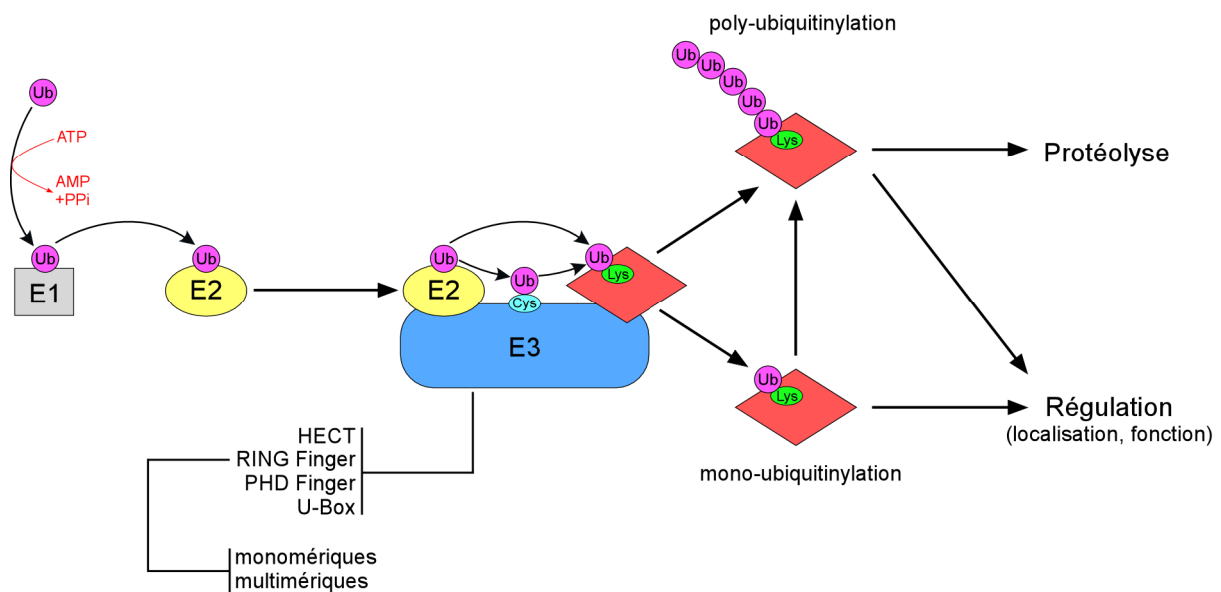 poly-ubiquitinylation
Ub
Ub
Ub
Ub
Ub
Lys
Protéolyse
Ub
ATP
AMP
+PPi
Ub
E1
Ub
E2
Ub
E2
Ub
Cys
Ub
Lys
E3
Ub
Lys
mono-ubiquitinylation
Régulation
(localisation, fonction)
HECT
RING Finger
PHD Finger
U-Box
monomériques
multimériques